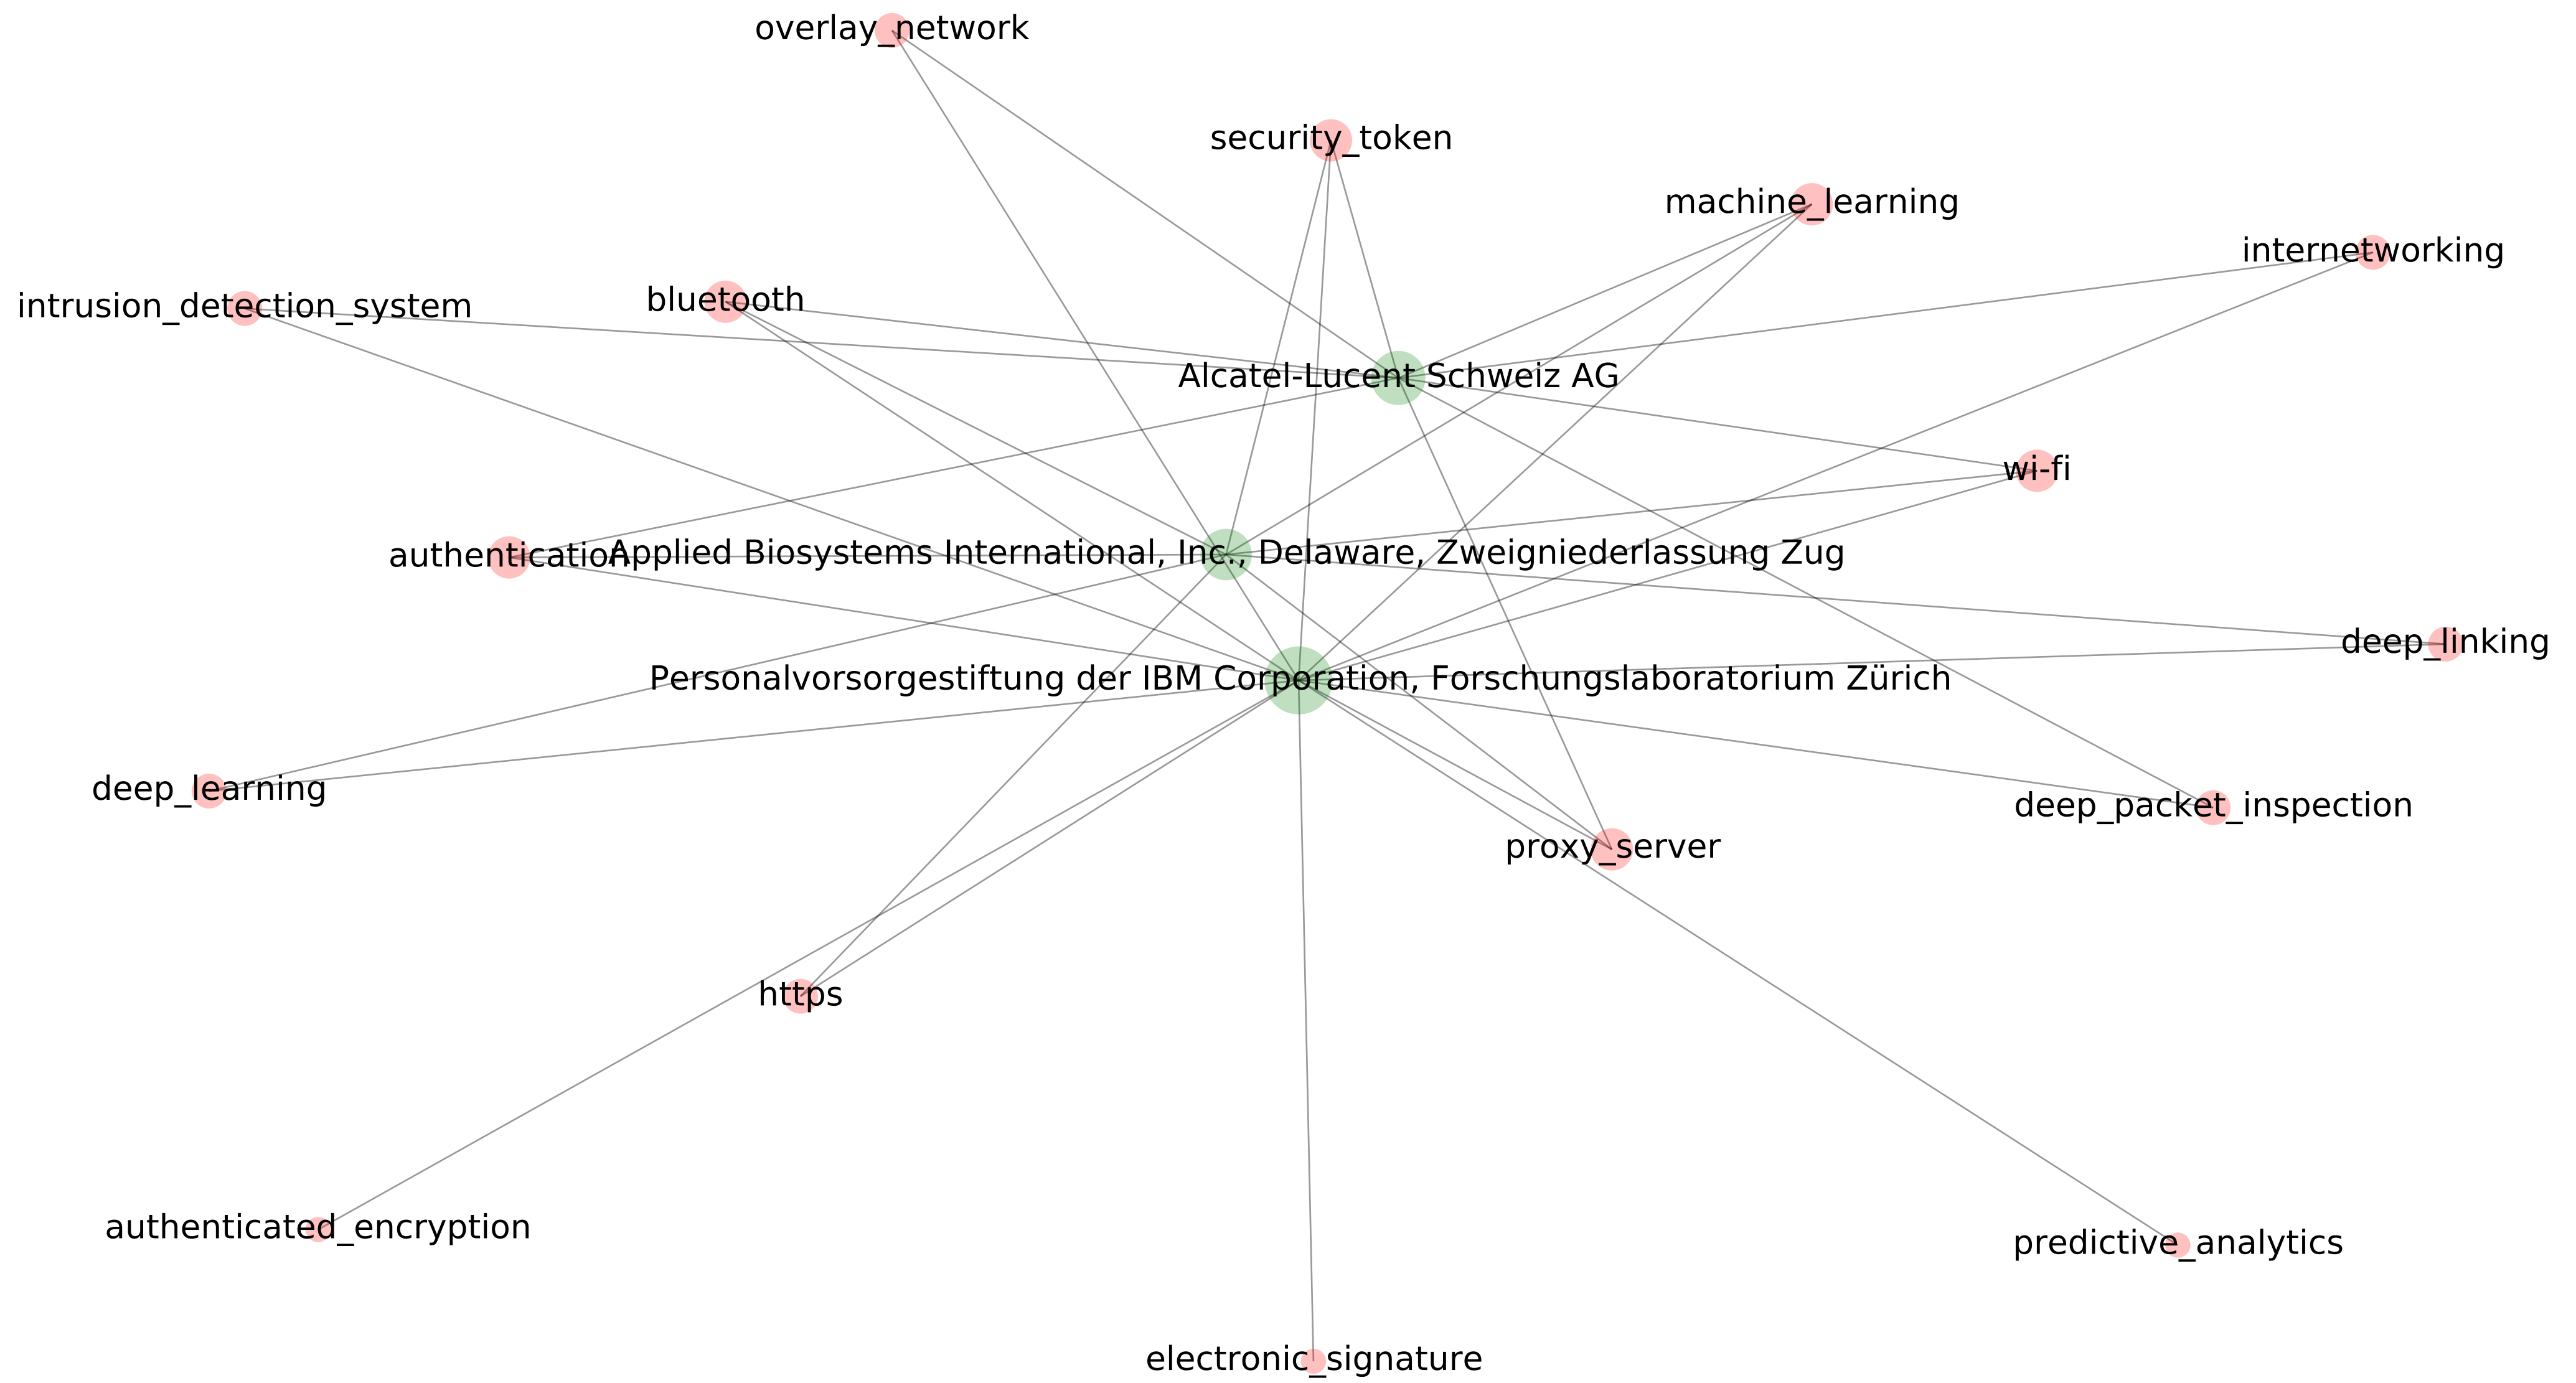 overlay_network
security_token
machine_learning
internetworking
bluetooth
intrusion_detection_system
Alcatel-Lucent Schweiz AG
wi-fi
authentication
Applied Biosystems International, Inc., Delaware, Zweigniederlassung Zug
deep_linking
Personalvorsorgestiftung der IBM Corporation, Forschungslaboratorium Zürich
deep_learning
deep_packet_inspection
proxy_server
https
authenticated_encryption
predictive_analytics
electronic_signature